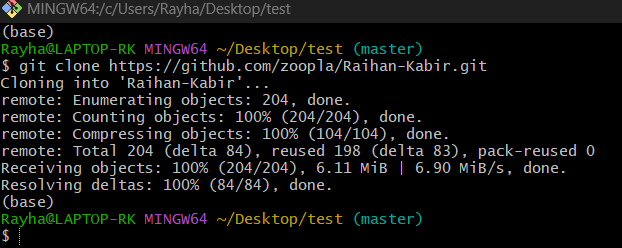 MINGW64:/c/Users/Rayha/Desktop/test
(base)
Rayha@LAPTOP-RK MINGW64 ~/Desktop/test (master)
$ git clone https://github.com/zoopla/Raihan-Kabir.git
Cloning into 'Raihan-Kabir'...
remote: Enumerating objects: 204, done.
remote: Counting objects: 100% (204/204), done.
remote: Compressing objects: 100% (104/104), done.
remote: Total 204 (delta 84), reused 198 (delta 83), pack-reused 0
Receiving objects: 100% (204/204), 6.11 MiB | 6.90 MiB/s, done.
Resolving deltas: 100% (84/84), done.
(base)
Rayha@LAPTOP-RK MINGW64 ~/Desktop/test (master)
$